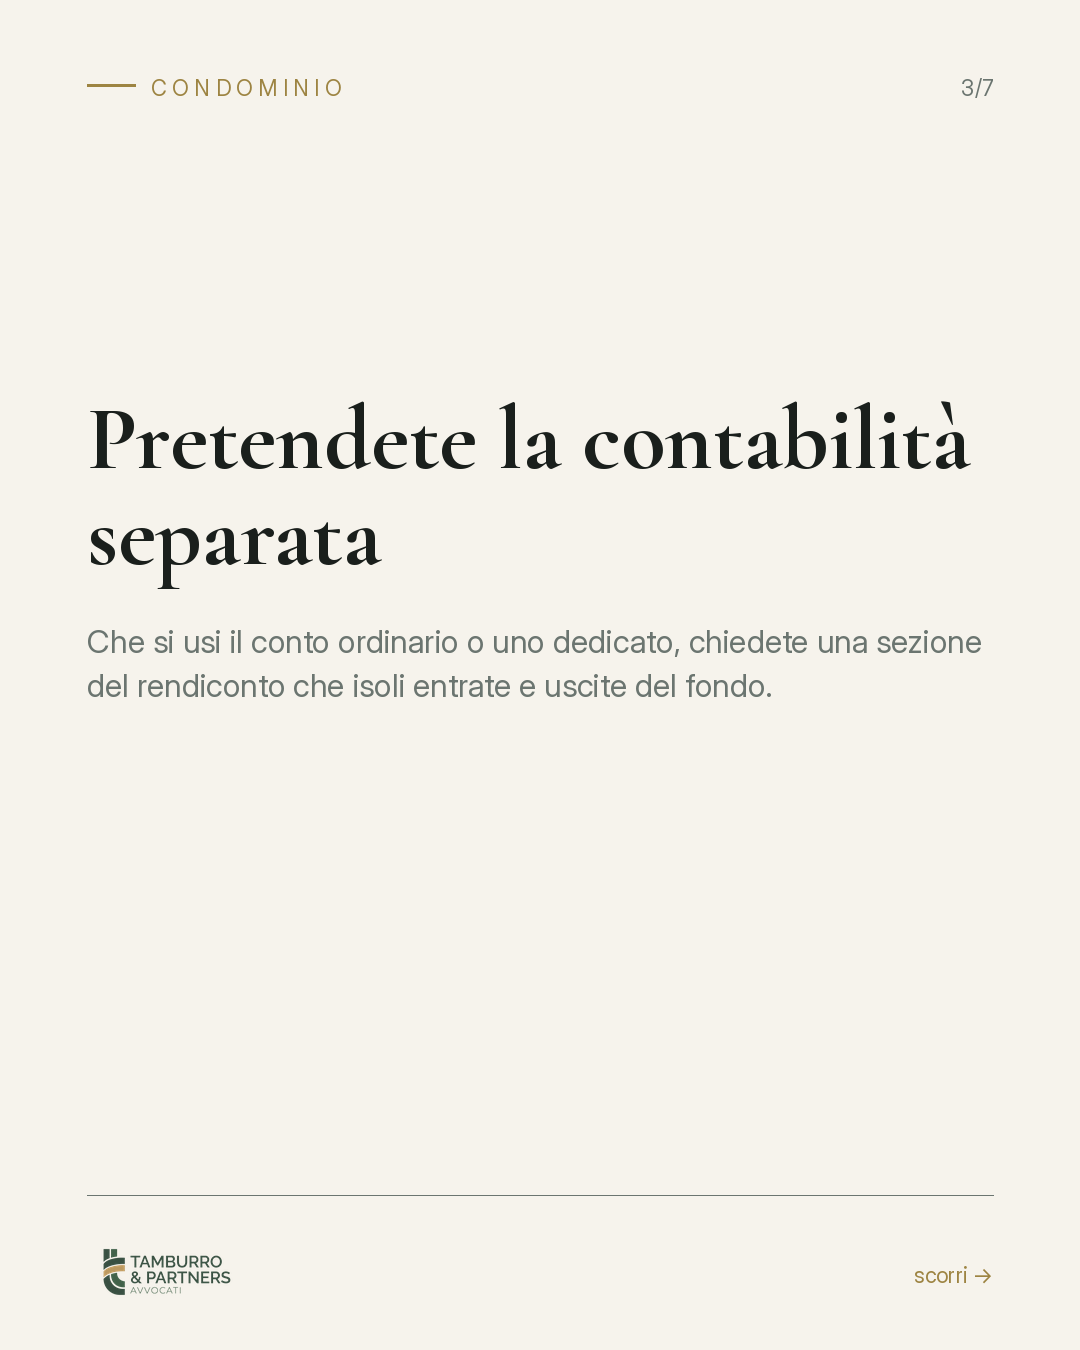 CONDOMINIO
3/7
Pretendete la contabilità
separata
Che si usi il conto ordinario o uno dedicato, chiedete una sezione
del rendiconto che isoli entrate e uscite del fondo.
TAMBURRO
& PARTNERS
AVVOCATI
scorri →